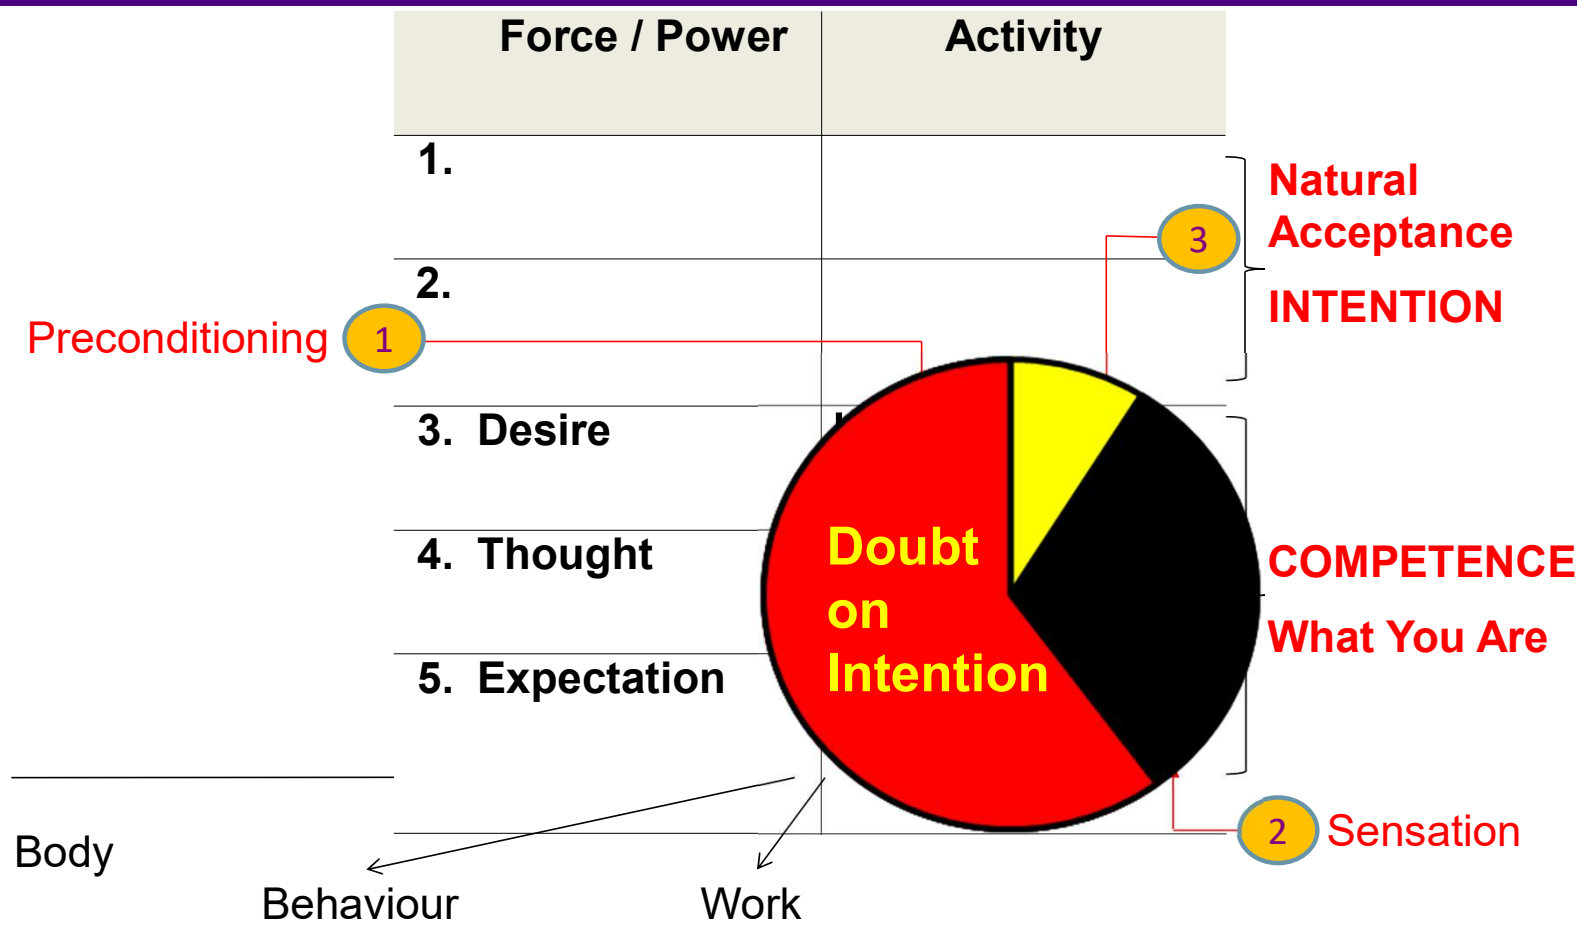 Force / Power
Activity
1.
Natural
Acceptance
3
2.
INTENTION
Preconditioning
1
3. Desire
4. Thought
Doubt
on
Intention
COMPETENCE
What You Are
5. Expectation
2
Sensation
Body
Behaviour
Work